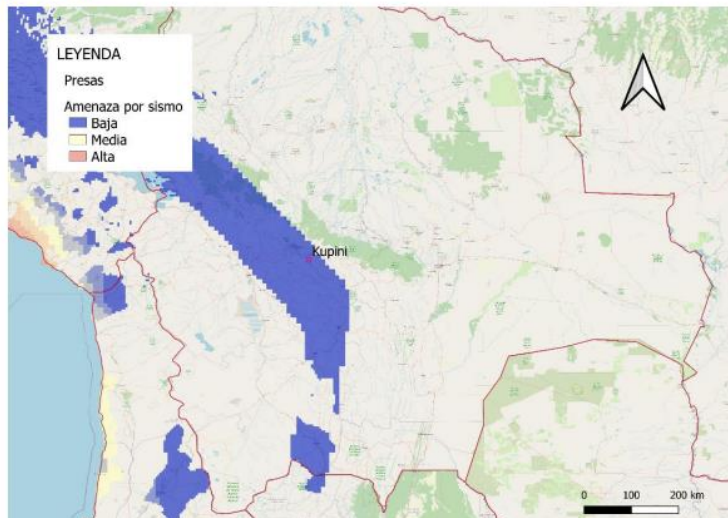 LEYENDA
Presas
Amenaza por sismo
Baja
Media
Alta
Kupini
0 100 200 km